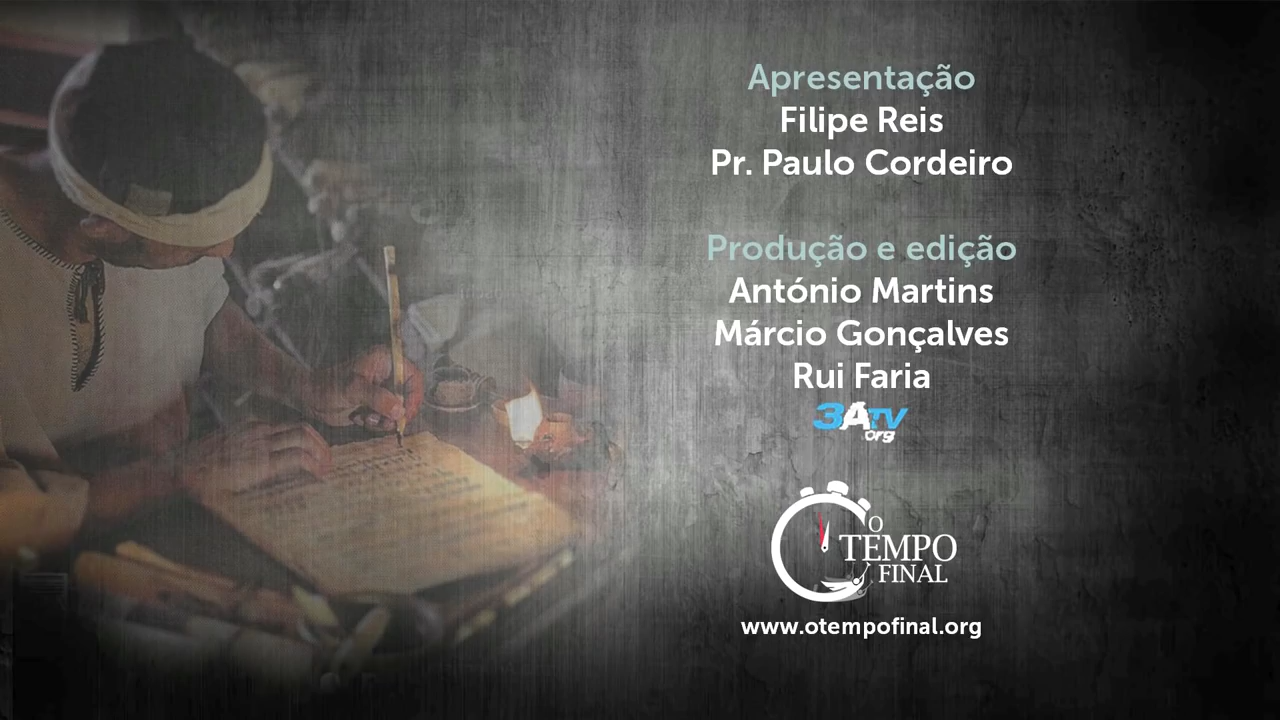 Apresentação
Filipe Reis
Pr. Paulo Cordeiro
Produção e edição
António Martins
Márcio Gonçalves
Rui Faria
3ATV
.org
O
TEMPO
FINAL
www.otempofinal.org